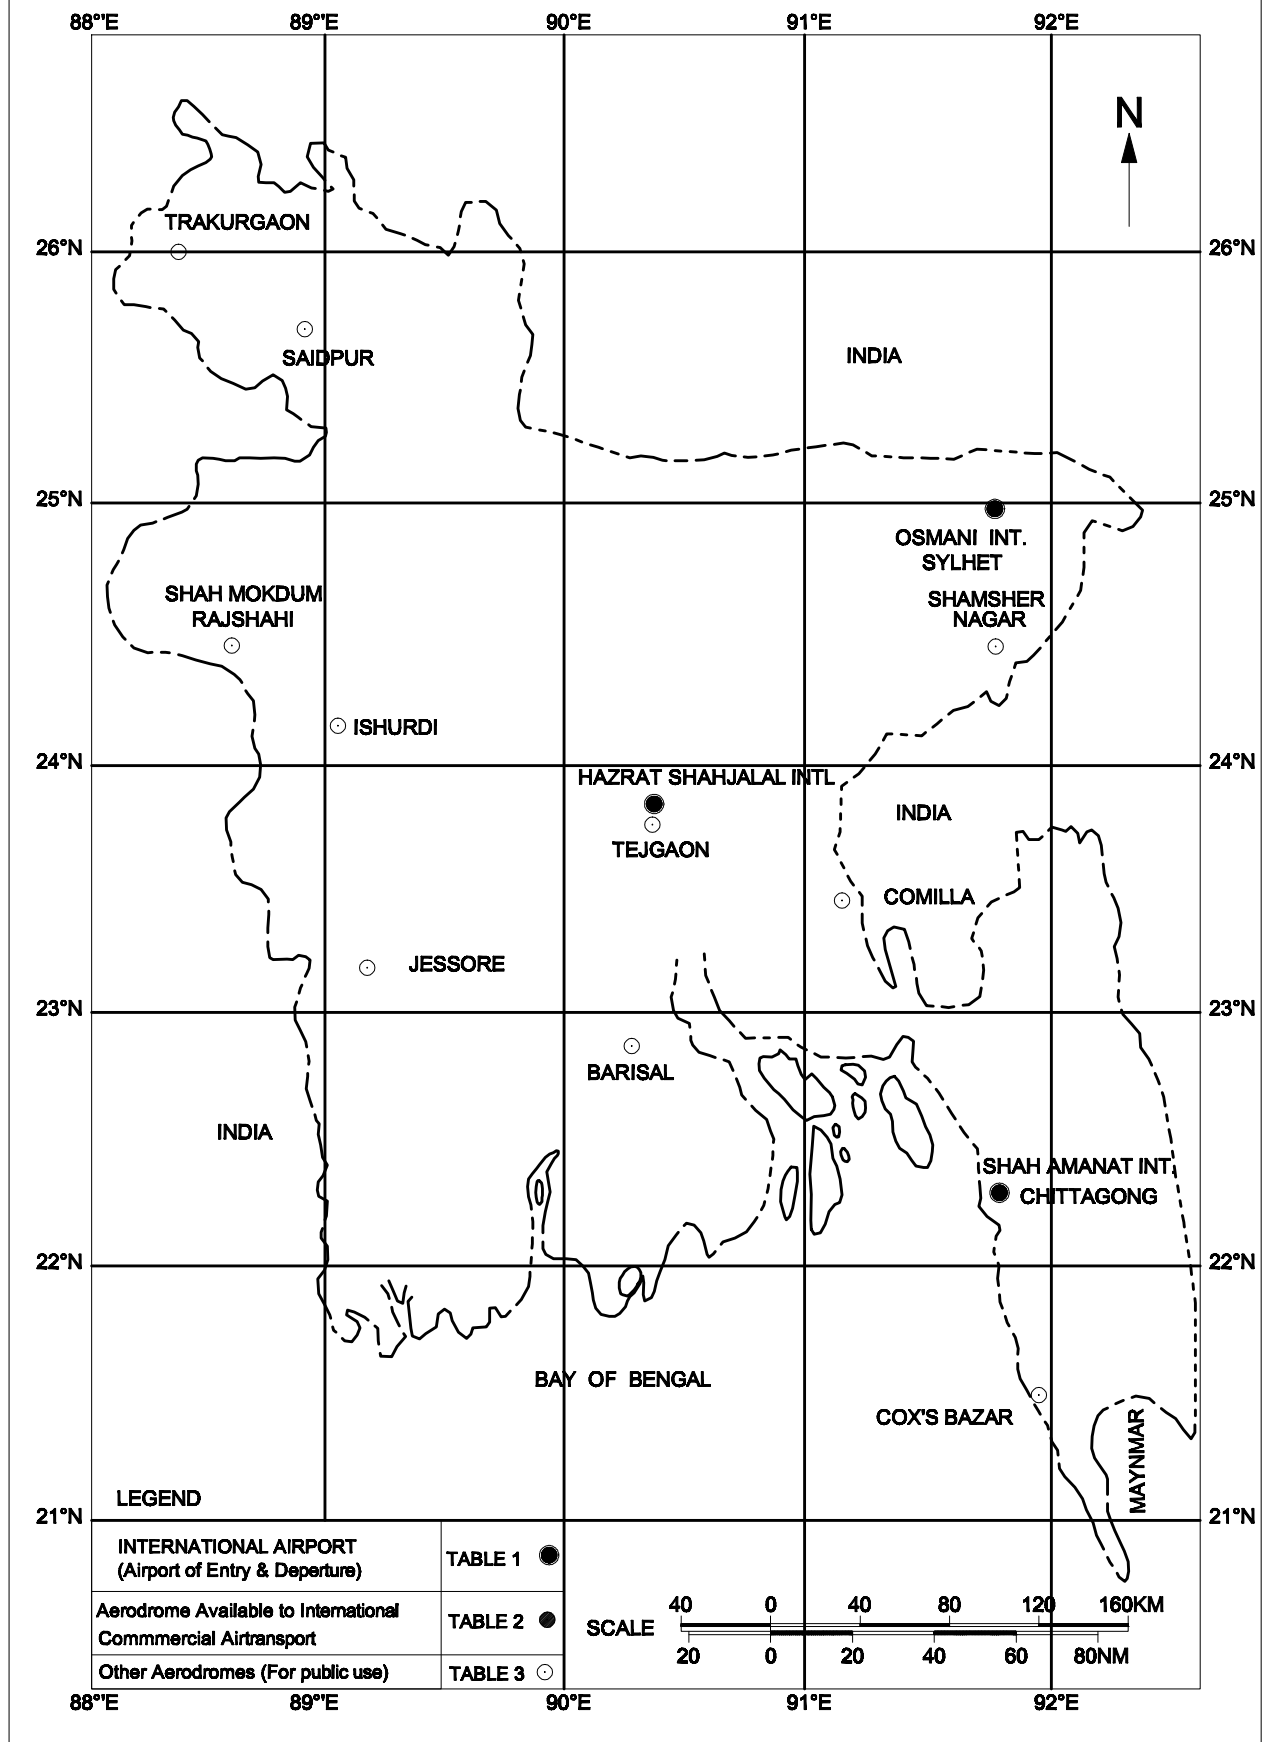 88°'E 89°'E 90°E 91°E 92°E
N
TRAKURGAON
26°N 26°N
SAIDPUR
INDIA
25°N 25°N
OSMANI INT.
SYLHET
SHAH MOKDUM
RAJSHAHI
SHAMSHER
NAGAR
ISHURDI
24°N 24°N
HAZRAT SHAHJALAL INTL
INDIA
TEJGAON
COMILLA
JESSORE
23°N 23°N
BARISAL
INDIA
SHAH AMANAT INT.
CHITTAGONG
22°N 22°N
BAY OF BENGAL
COX'S BAZAR
MAYNMAR
LEGEND
21°N 21°N
INTERNATIONAL AIRPORT
(Airport of Entry & Deperture)
TABLE 1
Aerodrome Available to International
Commmercial Airtransport
TABLE 2
Other Aerodromes (For public use)
TABLE 3
SCALE
40 0 40 80 120 160KM
20 0 20 40 60 80NM
88°'E 89°'E 90°E 91°E 92°E